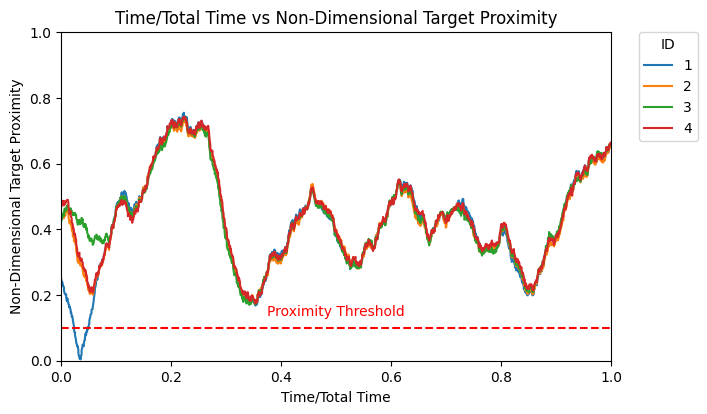 Time/Total Time vs Non-Dimensional Target Proximity
Non-Dimensional Target Proximity
1.0
0.8
0.6
0.4
0.2
0.0
Proximity Threshold
0.0 0.2 0.4 0.6 0.8 1.0
Time/Total Time
ID
1
2
3
4